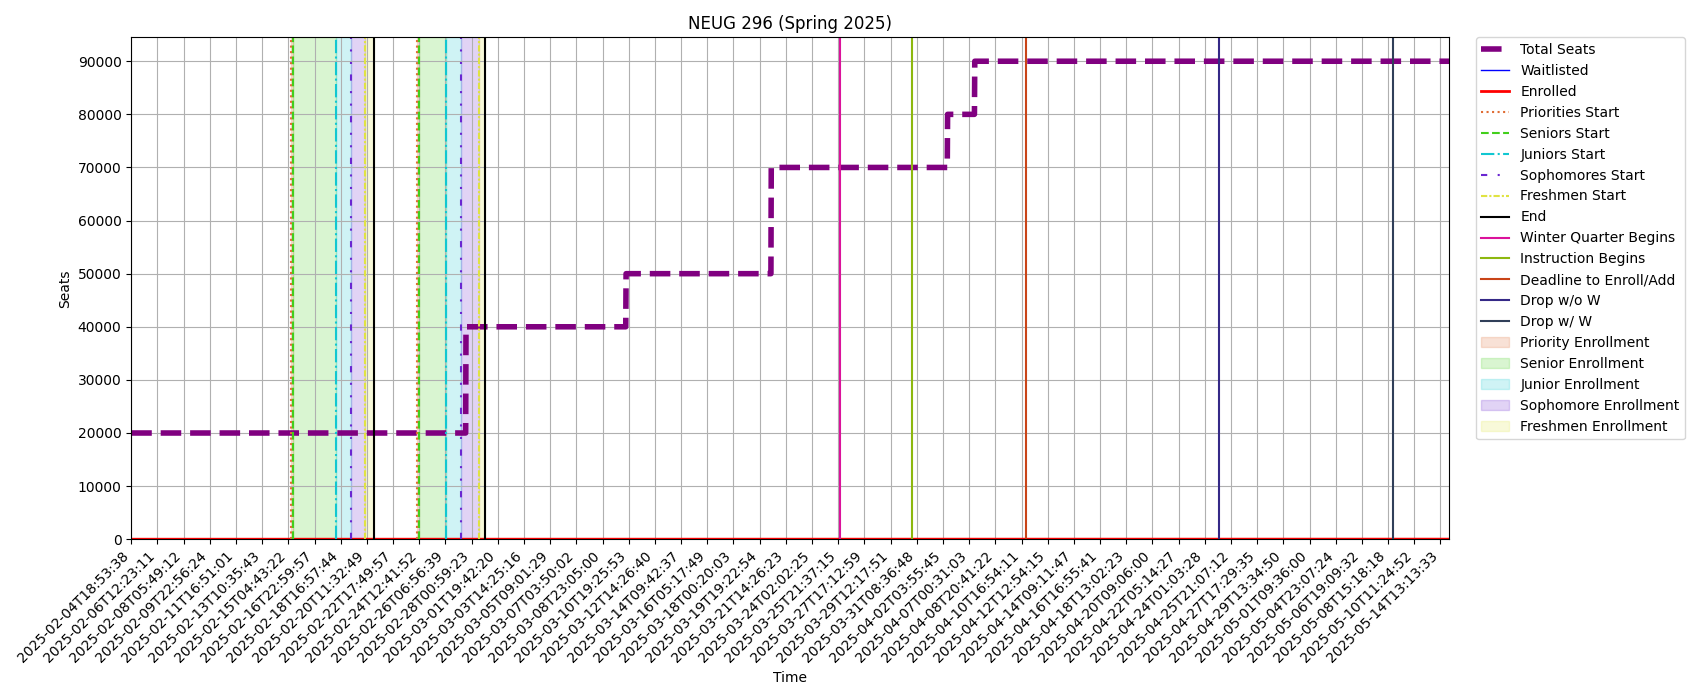 NEUG 296 (Spring 2025)
Seats
90000
80000
70000
60000
50000
40000
30000
20000
10000
0
2025-02-04T18:53:38
2025-02-06T12:23:11
2025-02-08T05:49:12
2025-02-09T22:56:24
2025-02-11T16:51:01
2025-02-13T10:35:43
2025-02-15T04:43:22
2025-02-16T22:59:57
2025-02-18T16:57:44
2025-02-20T11:32:49
2025-02-22T17:49:57
2025-02-24T12:41:52
2025-02-26T06:56:39
2025-02-28T00:59:23
2025-03-01T19:42:20
2025-03-03T14:25:16
2025-03-05T09:01:29
2025-03-07T03:50:02
2025-03-08T23:05:00
2025-03-10T19:25:53
2025-03-12T14:26:40
2025-03-14T09:42:37
2025-03-16T05:17:49
2025-03-18T00:20:03
2025-03-19T19:22:54
2025-03-21T14:26:23
2025-03-24T02:02:25
2025-03-25T21:37:15
2025-03-27T17:12:59
2025-03-29T12:17:51
2025-03-31T08:36:48
2025-04-02T03:55:45
2025-04-07T00:31:03
2025-04-08T20:41:22
2025-04-10T16:54:11
2025-04-12T12:54:15
2025-04-14T09:11:47
2025-04-16T16:55:41
2025-04-18T13:02:23
2025-04-20T09:06:00
2025-04-22T05:14:27
2025-04-24T01:03:28
2025-04-25T21:07:12
2025-04-27T17:29:35
2025-04-29T13:34:50
2025-05-01T09:36:00
2025-05-04T23:07:24
2025-05-06T19:09:32
2025-05-08T15:18:18
2025-05-10T11:24:52
2025-05-14T13:13:33
Time
Total Seats
Waitlisted
Enrolled
Priorities Start
Seniors Start
Juniors Start
Sophomores Start
Freshmen Start
End
Winter Quarter Begins
Instruction Begins
Deadline to Enroll/Add
Drop w/o W
Drop w/ W
Priority Enrollment
Senior Enrollment
Junior Enrollment
Sophomore Enrollment
Freshmen Enrollment